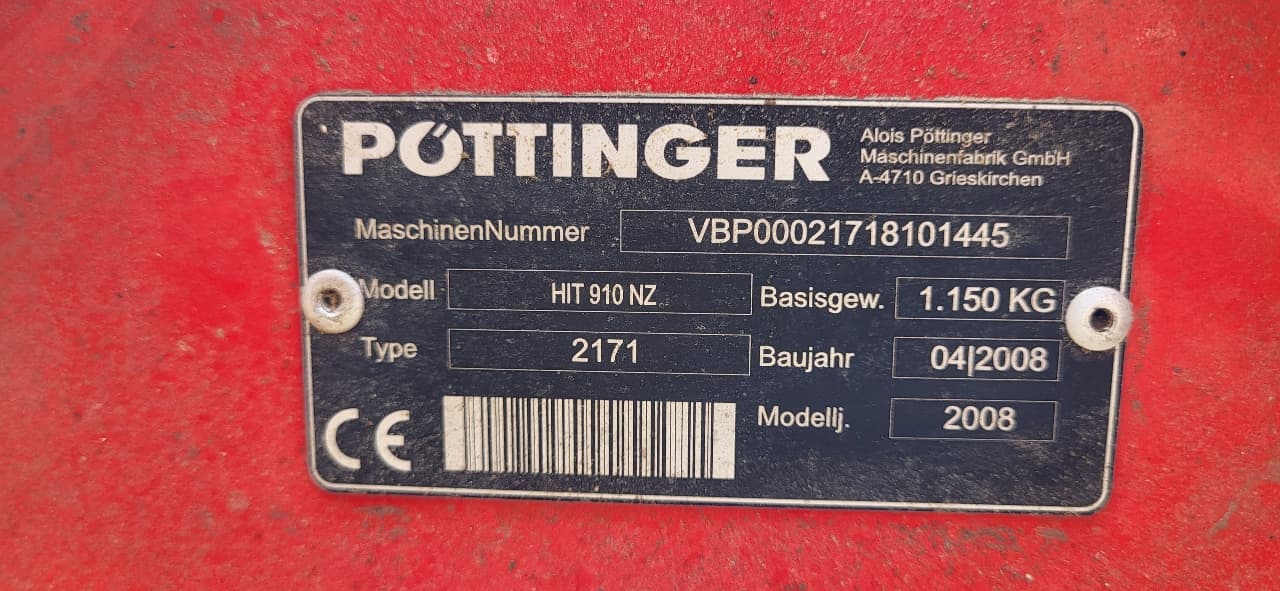 PÖTTINGER
Alois Pöttinger
Maschinenfabrik GmbH
A-4710 Grieskirchen
MaschinenNummer VBP00021718101445
Modell HIT 910 NZ Basisgew. 1.150 KG
Type 2171 Baujahr 04|2008
CE Modellj. 2008